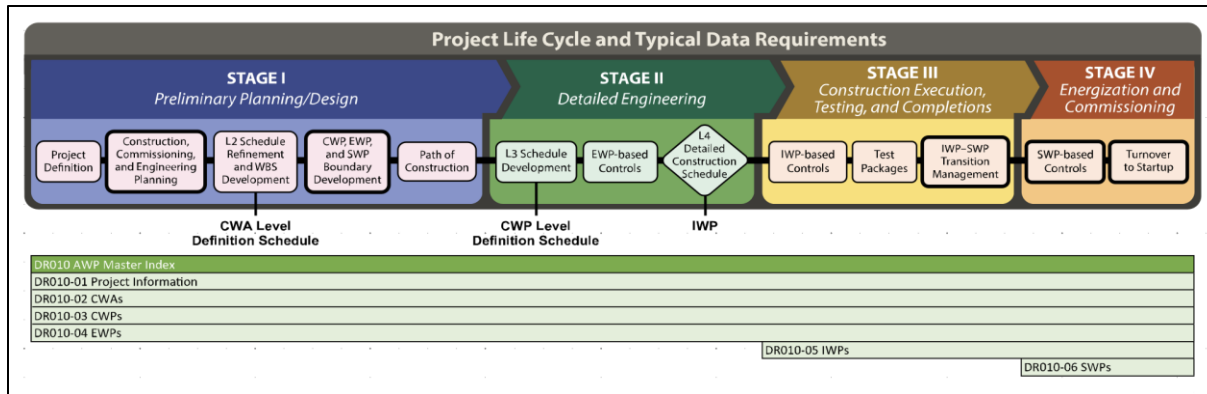 Project Life Cycle and Typical Data Requirements
STAGE I
Preliminary Planning/Design
STAGE II
Detailed Engineering
STAGE III
Construction Execution,
Testing, and Completions
STAGE IV
Energization and
Commissioning
Project
Definition
Construction,
Commissioning,
and Engineering
Planning
L2 Schedule
Refinement
and WBS
Development
CWP, EWP,
and SWP
Boundary
Development
Path of
Construction
L3 Schedule
Development
EWP-based
Controls
L4
Detailed
Construction
Schedule
IWP-based
Controls
Test
Packages
IWP–SWP
Transition
Management
SWP-based
Controls
Turnover
to Startup
CWA Level
Definition Schedule
CWP Level
Definition Schedule
IWP
DR010 AWP Master Index
DR010-01 Project Information
DR010-02 CWAs
DR010-03 CWPs
DR010-04 EWPs
DR010-05 IWPs
DR010-06 SWPs